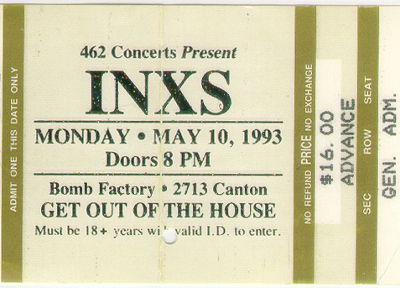 ADMIT ONE THIS DATE ONLY
462 Concerts Present
INXS
MONDAY • MAY 10, 1993
Doors 8 PM
Bomb Factory • 2713 Canton
GET OUT OF THE HOUSE
Must be 18+ years with valid I.D. to enter.
NO REFUND PRICE NO EXCHANGE
$16.00
ADVANCE
SEC ROW SEAT
GEN. ADM.